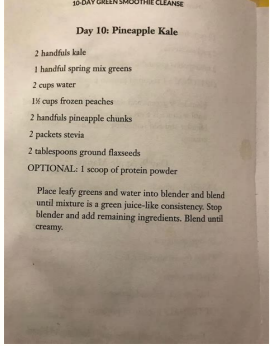 10-DAY GREEN SMOOTHIE CLEANSE
Day 10: Pineapple Kale
2 handfuls kale
1 handful spring mix greens
2 cups water
1½ cups frozen peaches
2 handfuls pineapple chunks
2 packets stevia
2 tablespoons ground flaxseeds
OPTIONAL: 1 scoop of protein powder
Place leafy greens and water into blender and blend
until mixture is a green juice-like consistency. Stop
blender and add remaining ingredients. Blend until
creamy.